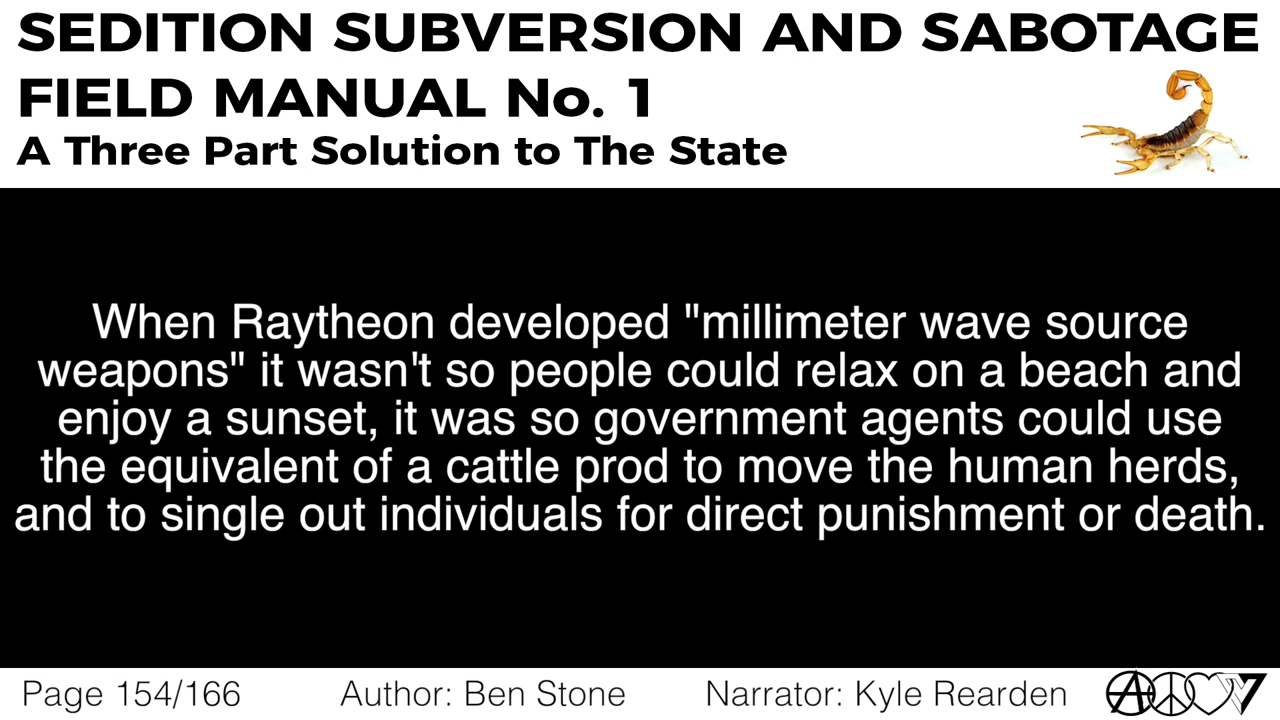 SEDITION SUBVERSION AND SABOTAGE
FIELD MANUAL No. 1
A Three Part Solution to The State
When Raytheon developed "millimeter wave source
weapons" it wasn't so people could relax on a beach and
enjoy a sunset, it was so government agents could use
the equivalent of a cattle prod to move the human herds,
and to single out individuals for direct punishment or death.
Page 154/166 Author: Ben Stone Narrator: Kyle Rearden